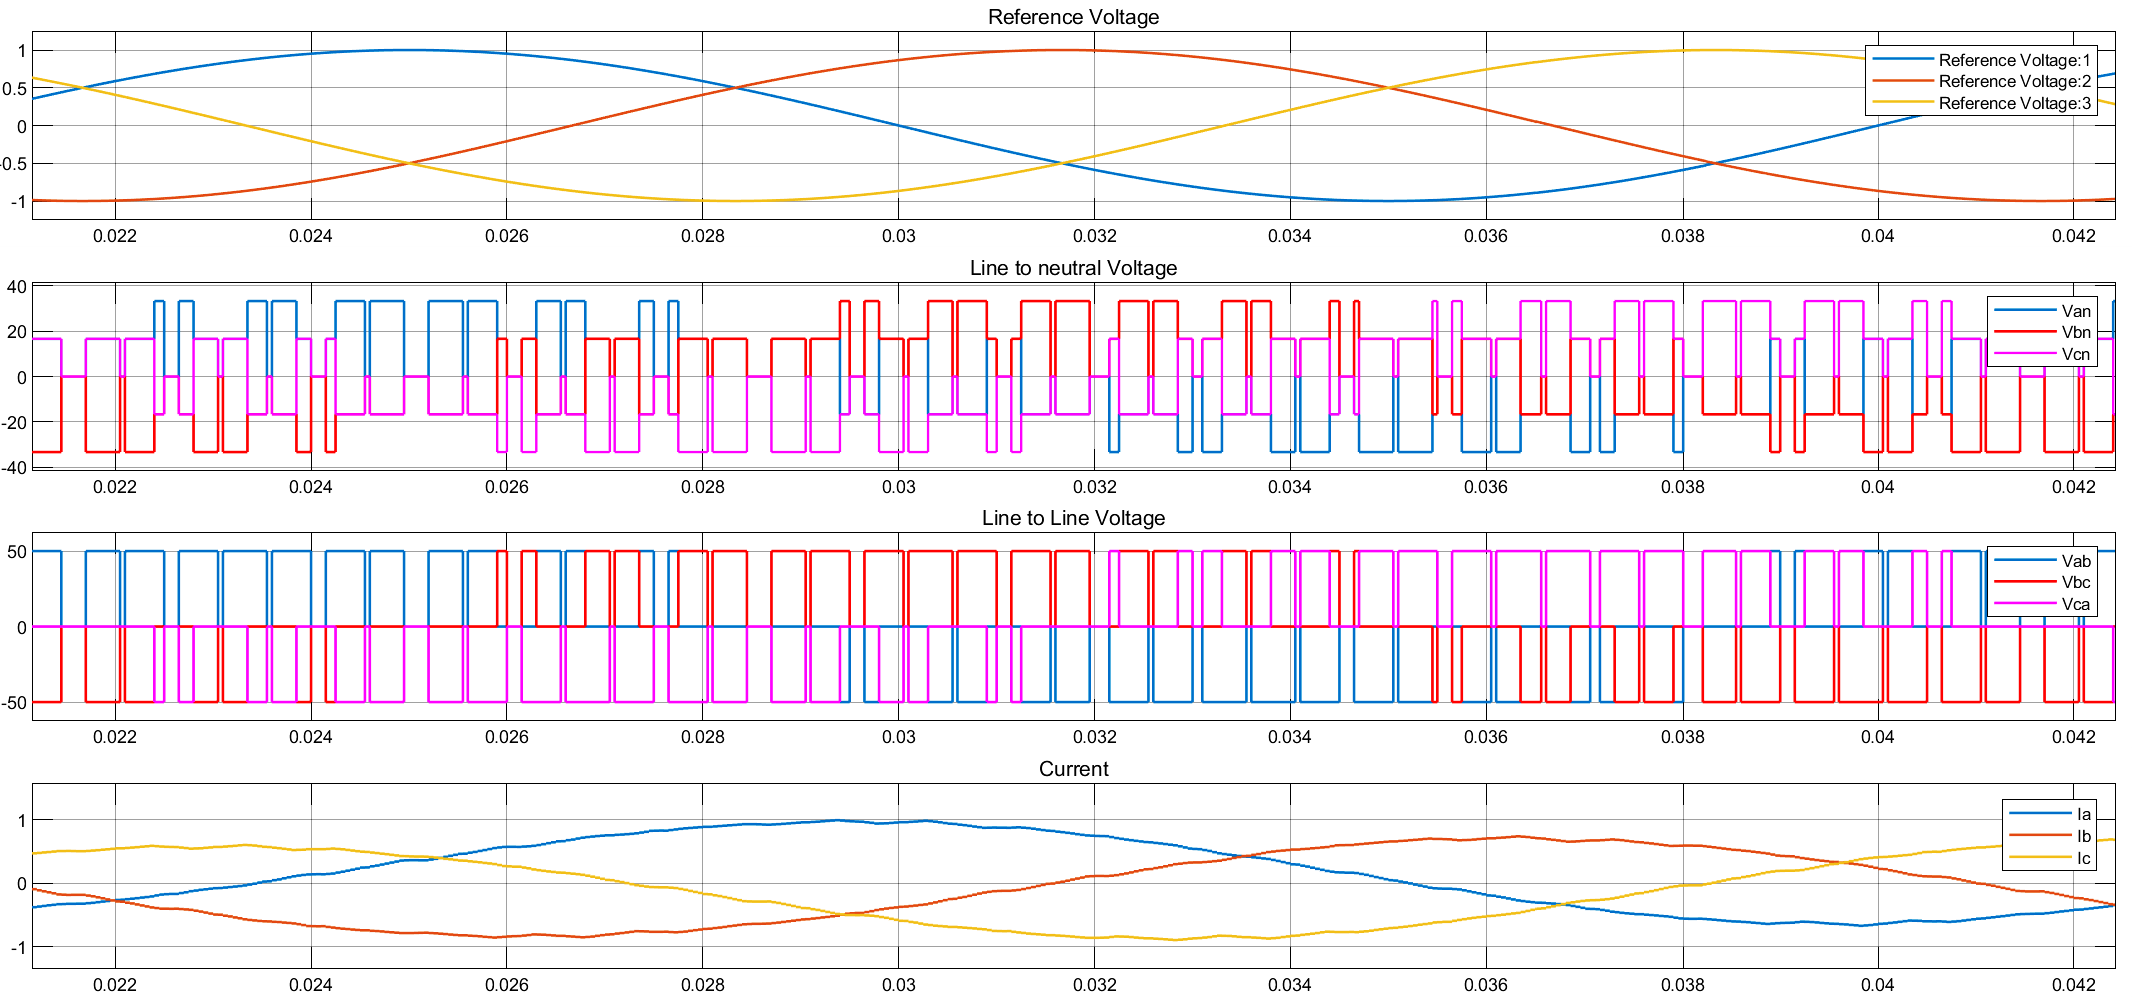 Reference Voltage
1
0.5
0
-0.5
-1
Reference Voltage:1
Reference Voltage:2
Reference Voltage:3
0.022 0.024 0.026 0.028 0.03 0.032 0.034 0.036 0.038 0.04 0.042
Line to neutral Voltage
40
20
0
-20
-40
Van
Vbn
Vcn
0.022 0.024 0.026 0.028 0.03 0.032 0.034 0.036 0.038 0.04 0.042
Line to Line Voltage
50
0
-50
Vab
Vbc
Vca
0.022 0.024 0.026 0.028 0.03 0.032 0.034 0.036 0.038 0.04 0.042
Current
1
0
-1
Ia
Ib
Ic
0.022 0.024 0.026 0.028 0.03 0.032 0.034 0.036 0.038 0.04 0.042